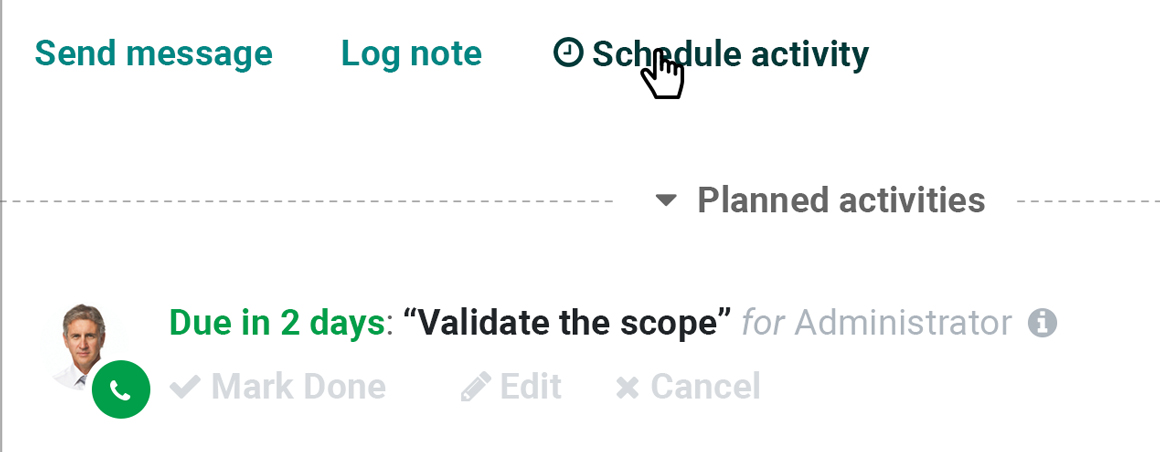 Send message Log note Schedule activity
Planned activities
Due in 2 days: “Validate the scope” for Administrator
Mark Done Edit Cancel